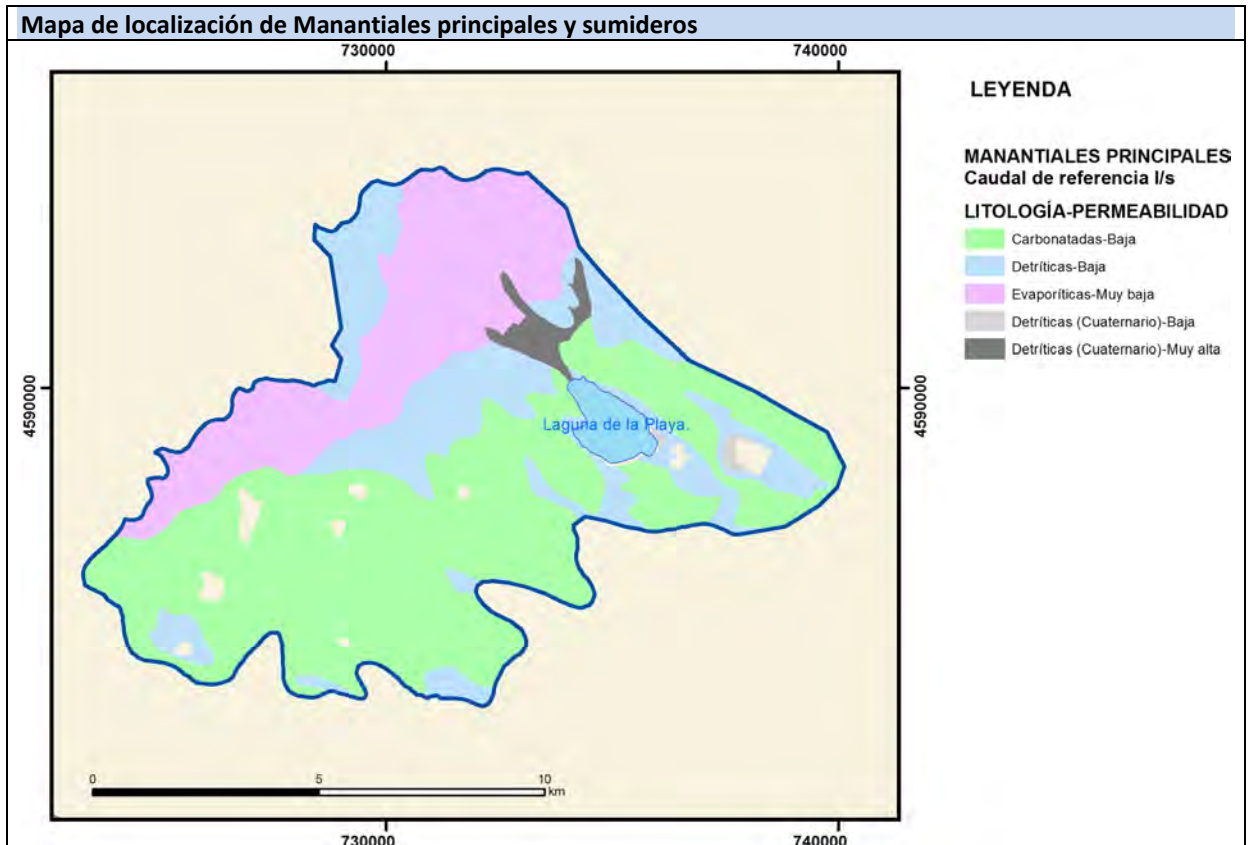 Mapa de localización de Manantiales principales y sumideros
730000
740000
LEYENDA
MANANTIALES PRINCIPALES
Caudal de referencia l/s
LITOLOGÍA-PERMEABILIDAD
Carbonatadas-Baja
Detríticas-Baja
Evaporíticas-Muy baja
Detríticas (Cuaternario)-Baja
Detríticas (Cuaternario)-Muy alta
4590000
4590000
Laguna de la Playa.
0
5
10
km
730000
740000